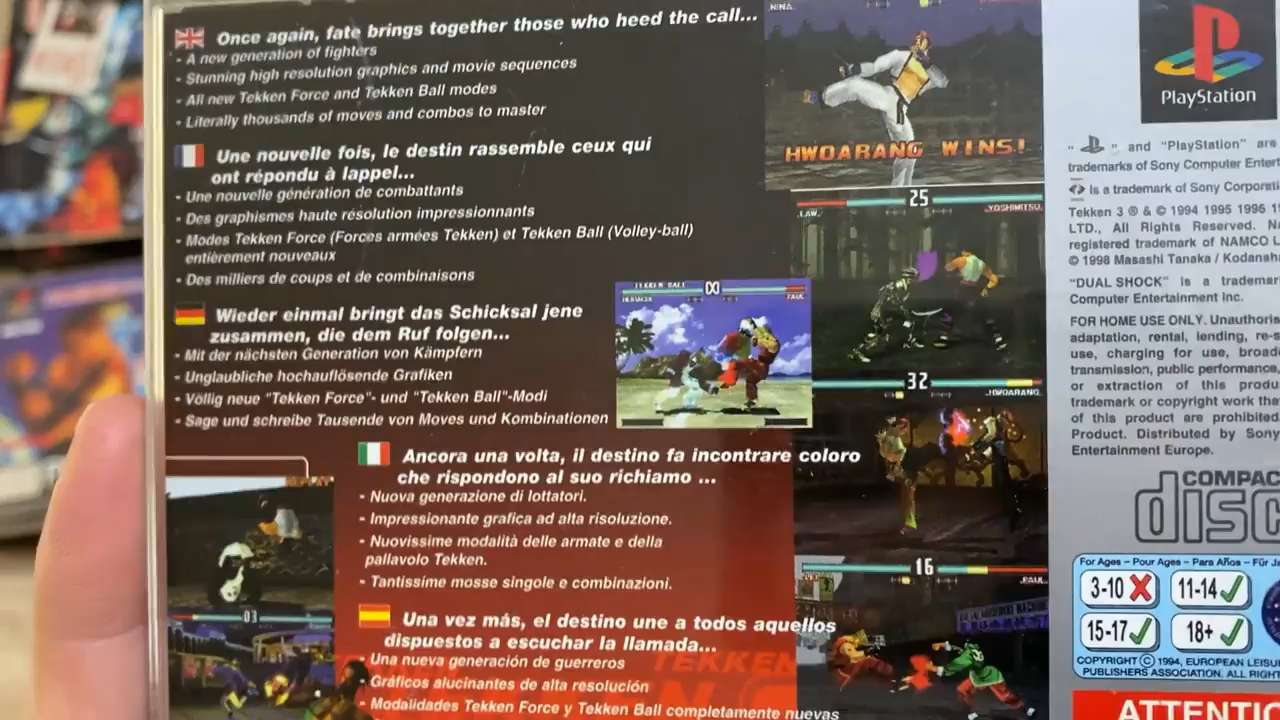 Once again, fate brings together those who heed the call...
- A new generation of fighters
- Stunning high resolution graphics and movie sequences
- All new Tekken Force and Tekken Ball modes
- Literally thousands of moves and combos to master
Une nouvelle fois, le destin rassemble ceux qui
ont répondu à lappel...
- Une nouvelle génération de combattants
- Des graphismes haute résolution impressionnants
- Modes Tekken Force (Forces armées Tekken) et Tekken Ball (Volley-ball)
entièrement nouveaux
- Des milliers de coups et de combinaisons
Wieder einmal bringt das Schicksal jene
zusammen, die dem Ruf folgen...
- Mit der nächsten Generation von Kämpfern
- Unglaubliche hochauflösende Grafiken
- Völlig neue "Tekken Force"- und "Tekken Ball"-Modi
- Sage und schreibe Tausende von Moves und Kombinationen
Ancora una volta, il destino fa incontrare coloro
che rispondono al suo richiamo ...
- Nuova generazione di lottatori.
- Impressionante grafica ad alta risoluzione.
- Nuovissime modalità delle armate e della
pallavolo Tekken.
- Tantissime mosse singole e combinazioni.
Una vez más, el destino une a todos aquellos
dispuestos a escuchar la llamada...
- Una nueva generación de guerreros
- Gráficos alucinantes de alta resolución
- Modalidades Tekken Force y Tekken Ball completamente nuevas
TEKKEN
NINA
HWOARANG WINS!
25
LAW
YOSHIMITSU
TEKKEN BALL
PAUL
32
HWOARANG
16
PAUL
03
PlayStation
" " and "PlayStation" are
trademarks of Sony Computer Entert
is a trademark of Sony Corporati
Tekken 3 ® & © 1994 1995 1996 1
LTD., All Rights Reserved. Na
registered trademark of NAMCO L
© 1998 Masashi Tanaka / Kodansh
"DUAL SHOCK" is a trademar
Computer Entertainment Inc.
FOR HOME USE ONLY. Unauthoris
adaptation, rental, lending, re-s
use, charging for use, broad
transmission, public performance,
or extraction of this produ
trademark or copyright work tha
of this product are prohibited.
Product. Distributed by Sony
Entertainment Europe.
COMPAC
disc
For Ages – Pour Ages – Para Años – Für Ja
3-10
11-14
15-17
18+
COPYRIGHT © 1994, EUROPEAN LEISU
PUBLISHERS ASSOCIATION. ALL RIGHTS
ATTENTIO